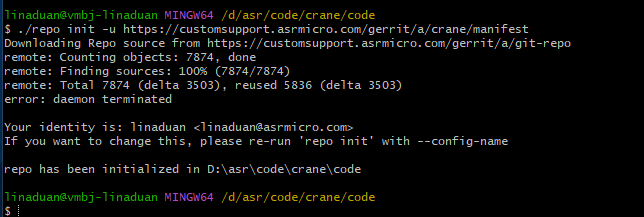 linaduan@vmbj-linaduan MINGW64 /d/asr/code/crane/code
$ ./repo init -u https://customsupport.asrmicro.com/gerrit/a/crane/manifest
Downloading Repo source from https://customsupport.asrmicro.com/gerrit/a/git-repo
remote: Counting objects: 7874, done
remote: Finding sources: 100% (7874/7874)
remote: Total 7874 (delta 3503), reused 5836 (delta 3503)
error: daemon terminated
Your identity is: linaduan <linaduan@asrmicro.com>
If you want to change this, please re-run 'repo init' with --config-name
repo has been initialized in D:\asr\code\crane\code
linaduan@vmbj-linaduan MINGW64 /d/asr/code/crane/code
$